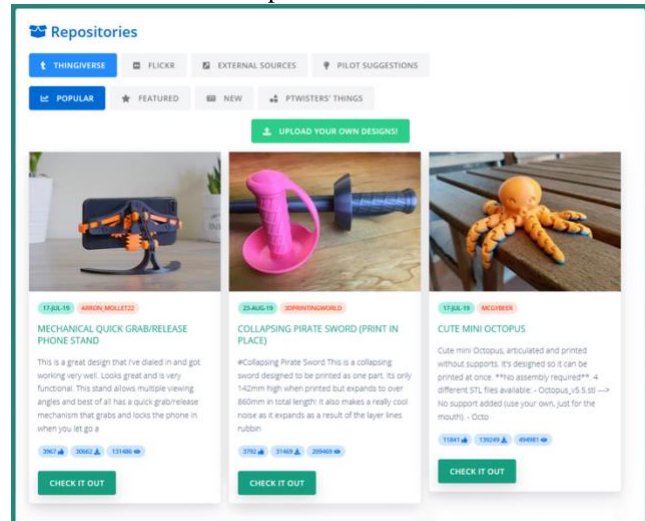 Repositories
THINGIVERSE FLICKR EXTERNAL SOURCES PILOT SUGGESTIONS
POPULAR FEATURED NEW PTWISTERS' THINGS
UPLOAD YOUR OWN DESIGNS!
17-JUL-19 ARRON_MOLLET22
MECHANICAL QUICK GRAB/RELEASE
PHONE STAND
This is a great design that I've dialed in and got
working very well. Looks great and is very
functional. This stand allows multiple viewing
angles and best of all has a quick grab/release
mechanism that grabs and locks the phone in
when you let go a
3967 30662 131486
CHECK IT OUT
25-AUG-19 3DPRINTINGWORLD
COLLAPSING PIRATE SWORD (PRINT IN
PLACE)
#Collapsing Pirate Sword This is a collapsing
sword designed to be printed as one part. Its only
142mm high when printed but expands to over
860mm in total length! It also makes a really cool
noise as it expands as a result of the layer lines
rubbin
3792 31469 209469
CHECK IT OUT
17-JUL-19 MCGYBEER
CUTE MINI OCTOPUS
Cute mini Octopus, articulated and printed
without supports. It's designed so it can be
printed at once. **No assembly required**. 4
different STL files available: - Octopus_v5.5.stl --->
No support added (use your own, just for the
mouth). - Octo
11841 139249 494981
CHECK IT OUT